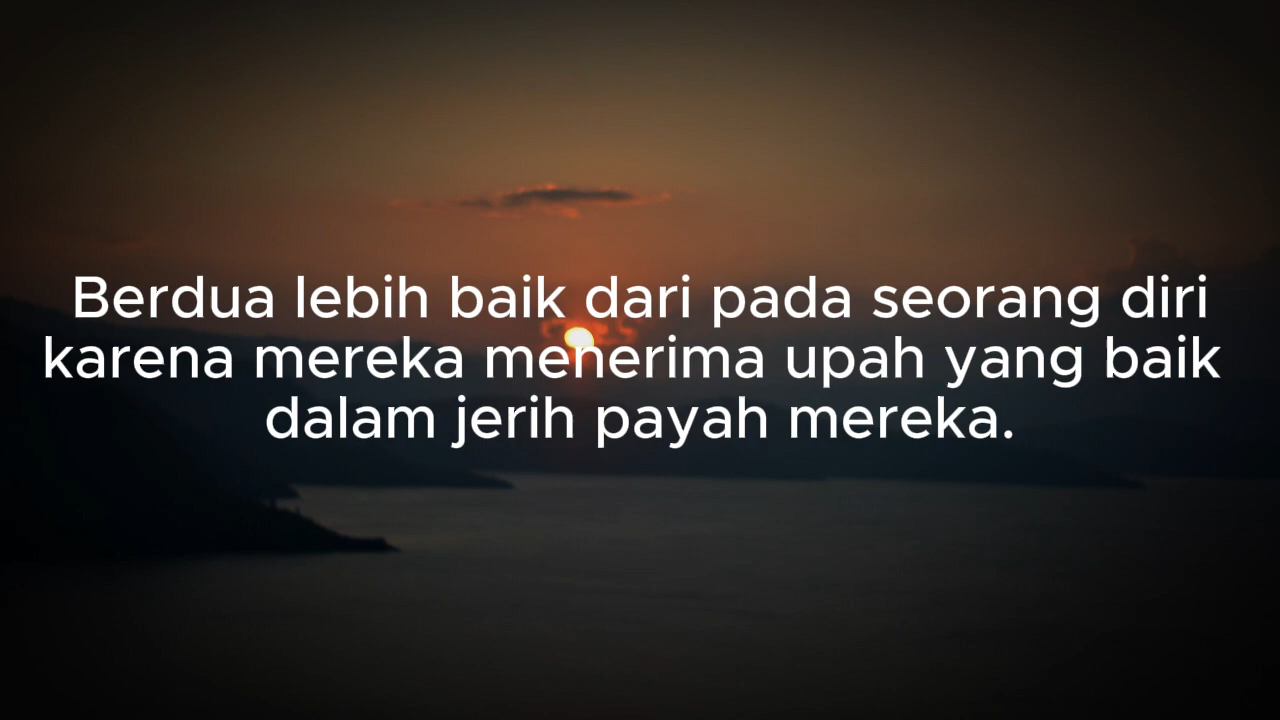 Berdua lebih baik dari pada seorang diri
karena mereka menerima upah yang baik
dalam jerih payah mereka.